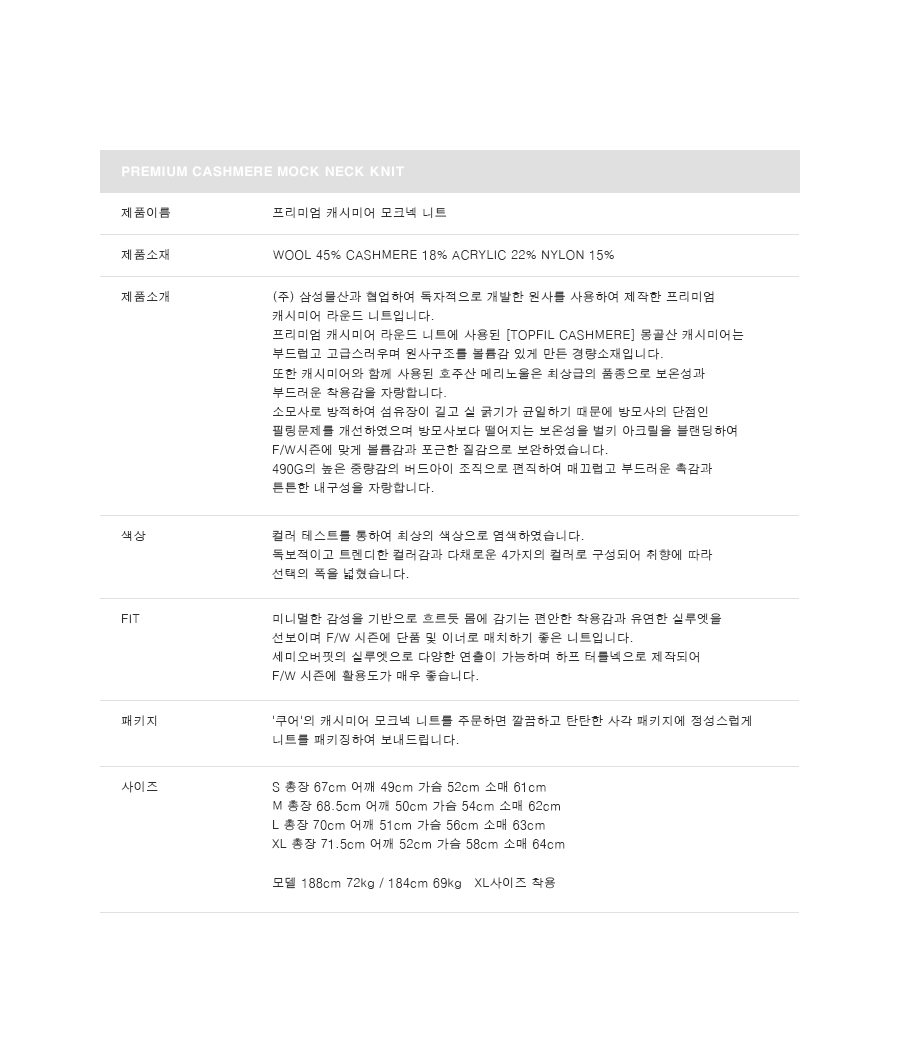 PREMIUM CASHMERE MOCK NECK KNIT
제품이름 프리미엄 캐시미어 모크넥 니트
제품소재 WOOL 45% CASHMERE 18% ACRYLIC 22% NYLON 15%
제품소개 (주) 삼성물산과 협업하여 독자적으로 개발한 원사를 사용하여 제작한 프리미엄
캐시미어 라운드 니트입니다.
프리미엄 캐시미어 라운드 니트에 사용된 [TOPFIL CASHMERE] 몽골산 캐시미어는
부드럽고 고급스러우며 원사구조를 볼륨감 있게 만든 경량소재입니다.
또한 캐시미어와 함께 사용된 호주산 메리노울은 최상급의 품종으로 보온성과
부드러운 착용감을 자랑합니다.
소모사로 방적하여 섬유장이 길고 실 굵기가 균일하기 때문에 방모사의 단점인
필링문제를 개선하였으며 방모사보다 떨어지는 보온성을 벌키 아크릴을 블랜딩하여
F/W시즌에 맞게 볼륨감과 포근한 질감으로 보완하였습니다.
490G의 높은 중량감의 버드아이 조직으로 편직하여 매끄럽고 부드러운 촉감과
튼튼한 내구성을 자랑합니다.
색상 컬러 테스트를 통하여 최상의 색상으로 염색하였습니다.
독보적이고 트렌디한 컬러감과 다채로운 4가지의 컬러로 구성되어 취향에 따라
선택의 폭을 넓혔습니다.
FIT 미니멀한 감성을 기반으로 흐르듯 몸에 감기는 편안한 착용감과 유연한 실루엣을
선보이며 F/W 시즌에 단품 및 이너로 매치하기 좋은 니트입니다.
세미오버핏의 실루엣으로 다양한 연출이 가능하며 하프 터틀넥으로 제작되어
F/W 시즌에 활용도가 매우 좋습니다.
패키지 '쿠어'의 캐시미어 모크넥 니트를 주문하면 깔끔하고 탄탄한 사각 패키지에 정성스럽게
니트를 패키징하여 보내드립니다.
사이즈 S 총장 67cm 어깨 49cm 가슴 52cm 소매 61cm
M 총장 68.5cm 어깨 50cm 가슴 54cm 소매 62cm
L 총장 70cm 어깨 51cm 가슴 56cm 소매 63cm
XL 총장 71.5cm 어깨 52cm 가슴 58cm 소매 64cm
모델 188cm 72kg / 184cm 69kg XL사이즈 착용